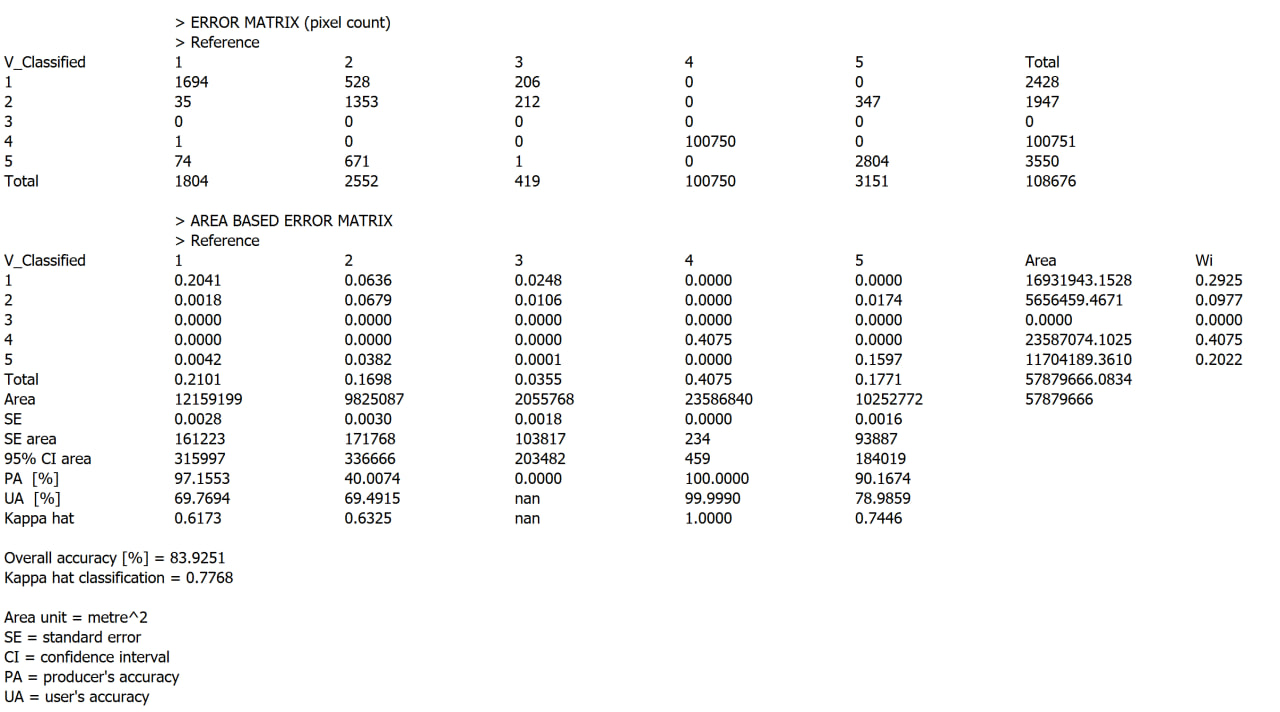 > ERROR MATRIX (pixel count)
> Reference
V_Classified 1 2 3 4 5 Total
1 1694 528 206 0 0 2428
2 35 1353 212 0 347 1947
3 0 0 0 0 0 0
4 1 0 0 100750 0 100751
5 74 671 1 0 2804 3550
Total 1804 2552 419 100750 3151 108676
> AREA BASED ERROR MATRIX
> Reference
V_Classified 1 2 3 4 5 Area Wi
1 0.2041 0.0636 0.0248 0.0000 0.0000 16931943.1528 0.2925
2 0.0018 0.0679 0.0106 0.0000 0.0174 5656459.4671 0.0977
3 0.0000 0.0000 0.0000 0.0000 0.0000 0.0000 0.0000
4 0.0000 0.0000 0.0000 0.4075 0.0000 23587074.1025 0.4075
5 0.0042 0.0382 0.0001 0.0000 0.1597 11704189.3610 0.2022
Total 0.2101 0.1698 0.0355 0.4075 0.1771 57879666.0834
Area 12159199 9825087 2055768 23586840 10252772 57879666
SE 0.0028 0.0030 0.0018 0.0000 0.0016
SE area 161223 171768 103817 234 93887
95% CI area 315997 336666 203482 459 184019
PA [%] 97.1553 40.0074 0.0000 100.0000 90.1674
UA [%] 69.7694 69.4915 nan 99.9990 78.9859
Kappa hat 0.6173 0.6325 nan 1.0000 0.7446
Overall accuracy [%] = 83.9251
Kappa hat classification = 0.7768
Area unit = metre^2
SE = standard error
CI = confidence interval
PA = producer's accuracy
UA = user's accuracy